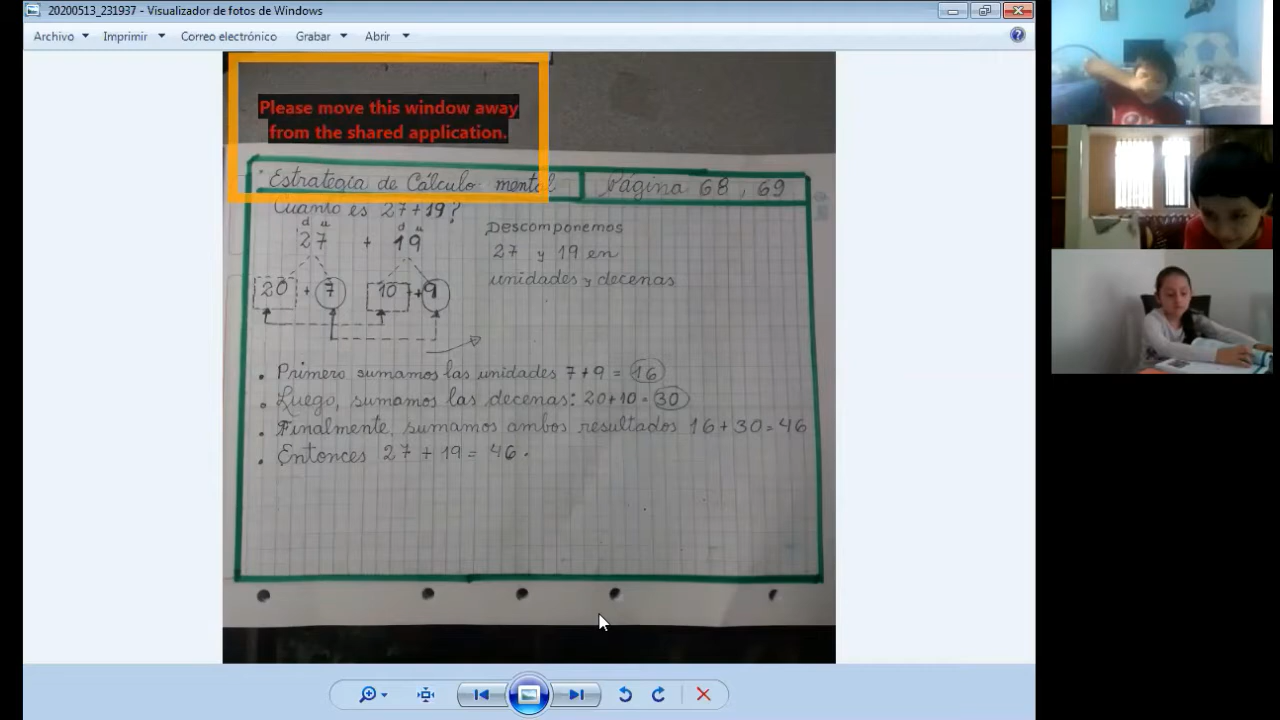 20200513_231937 - Visualizador de fotos de Windows
Archivo Imprimir Correo electrónico Grabar Abrir
Please move this window away
from the shared application.
Estrategia de Cálculo mental Página 68, 69
Cuanto es 27+19?
d u d u
27 + 19
20 + 7 10 + 9
Descomponemos
27 y 19 en
unidades y decenas
. Primero sumamos las unidades 7+9 = 16
. Luego, sumamos las decenas: 20+10 = 30
. Finalmente, sumamos ambos resultados 16+30=46
. Entonces 27 + 19 = 46.